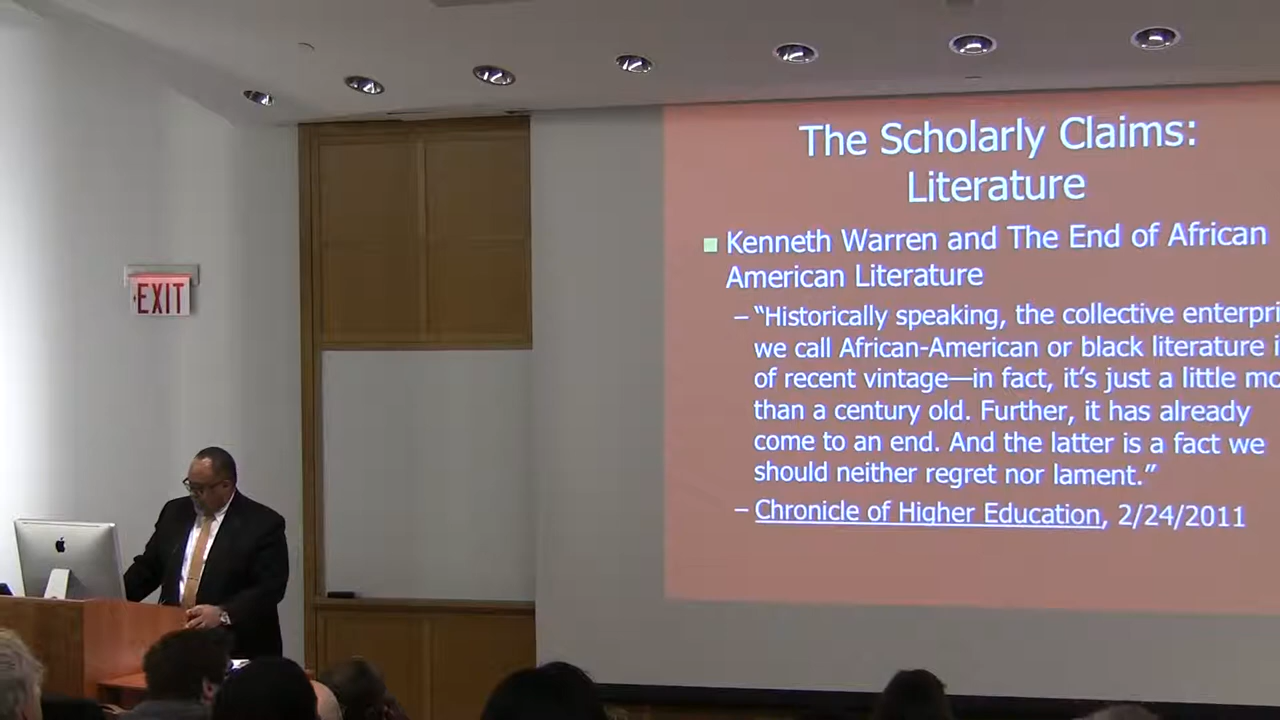 EXIT
The Scholarly Claims:
Literature
Kenneth Warren and The End of African
American Literature
– “Historically speaking, the collective
we call African-American or black literature
of recent vintage—in fact, it’s just a little
than a century old. Further, it has already
come to an end. And the latter is a fact we
should neither regret nor lament.”
– Chronicle of Higher Education, 2/24/2011